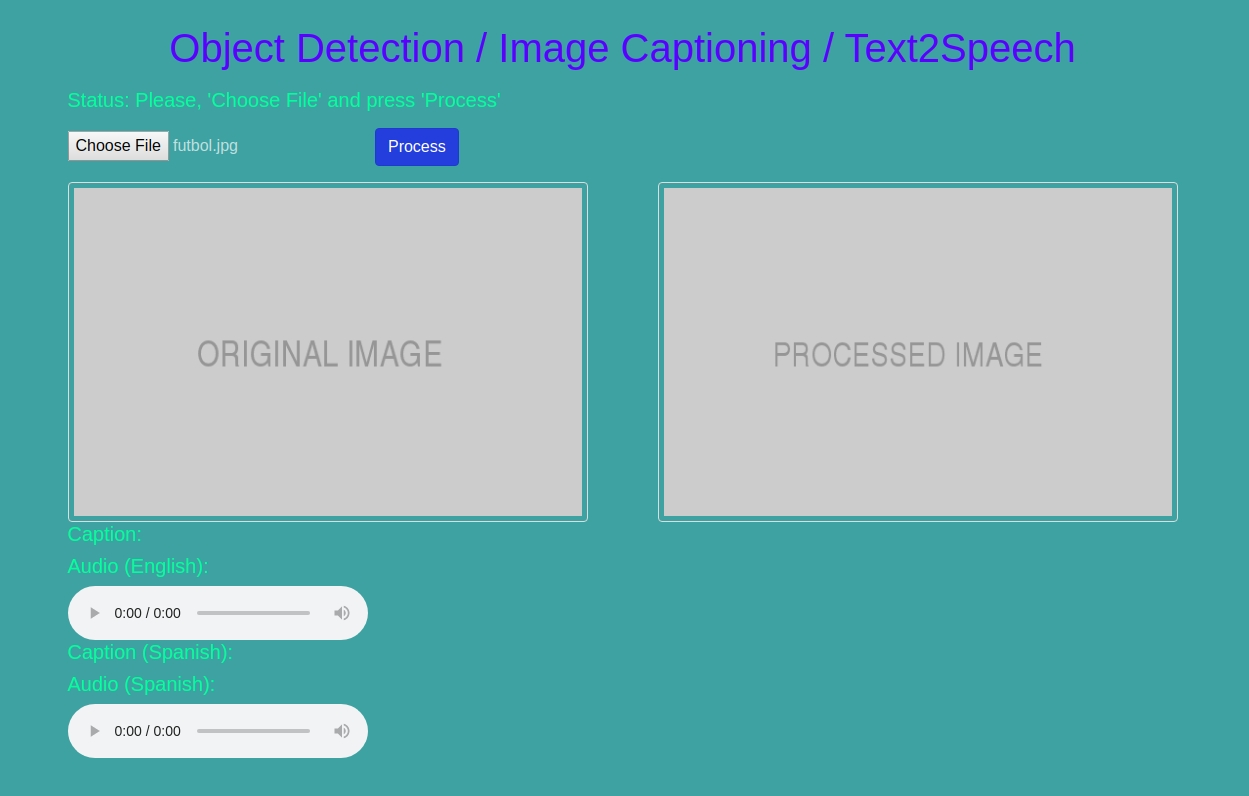 Object Detection / Image Captioning / Text2Speech
Status: Please, 'Choose File' and press 'Process'
Choose File futbol.jpg Process
ORIGINAL IMAGE PROCESSED IMAGE
Caption:
Audio (English):
0:00 / 0:00
Caption (Spanish):
Audio (Spanish):
0:00 / 0:00